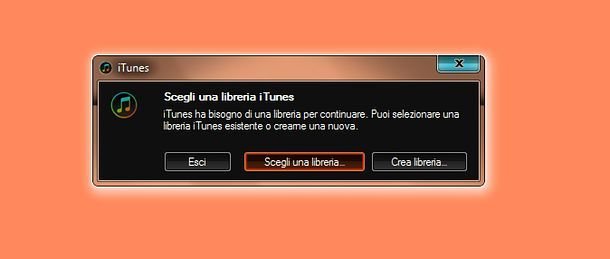 iTunes
x
Scegli una libreria iTunes
iTunes ha bisogno di una libreria per continuare. Puoi selezionare una
libreria iTunes esistente o crearne una nuova.
Esci
Scegli una libreria...
Crea libreria...